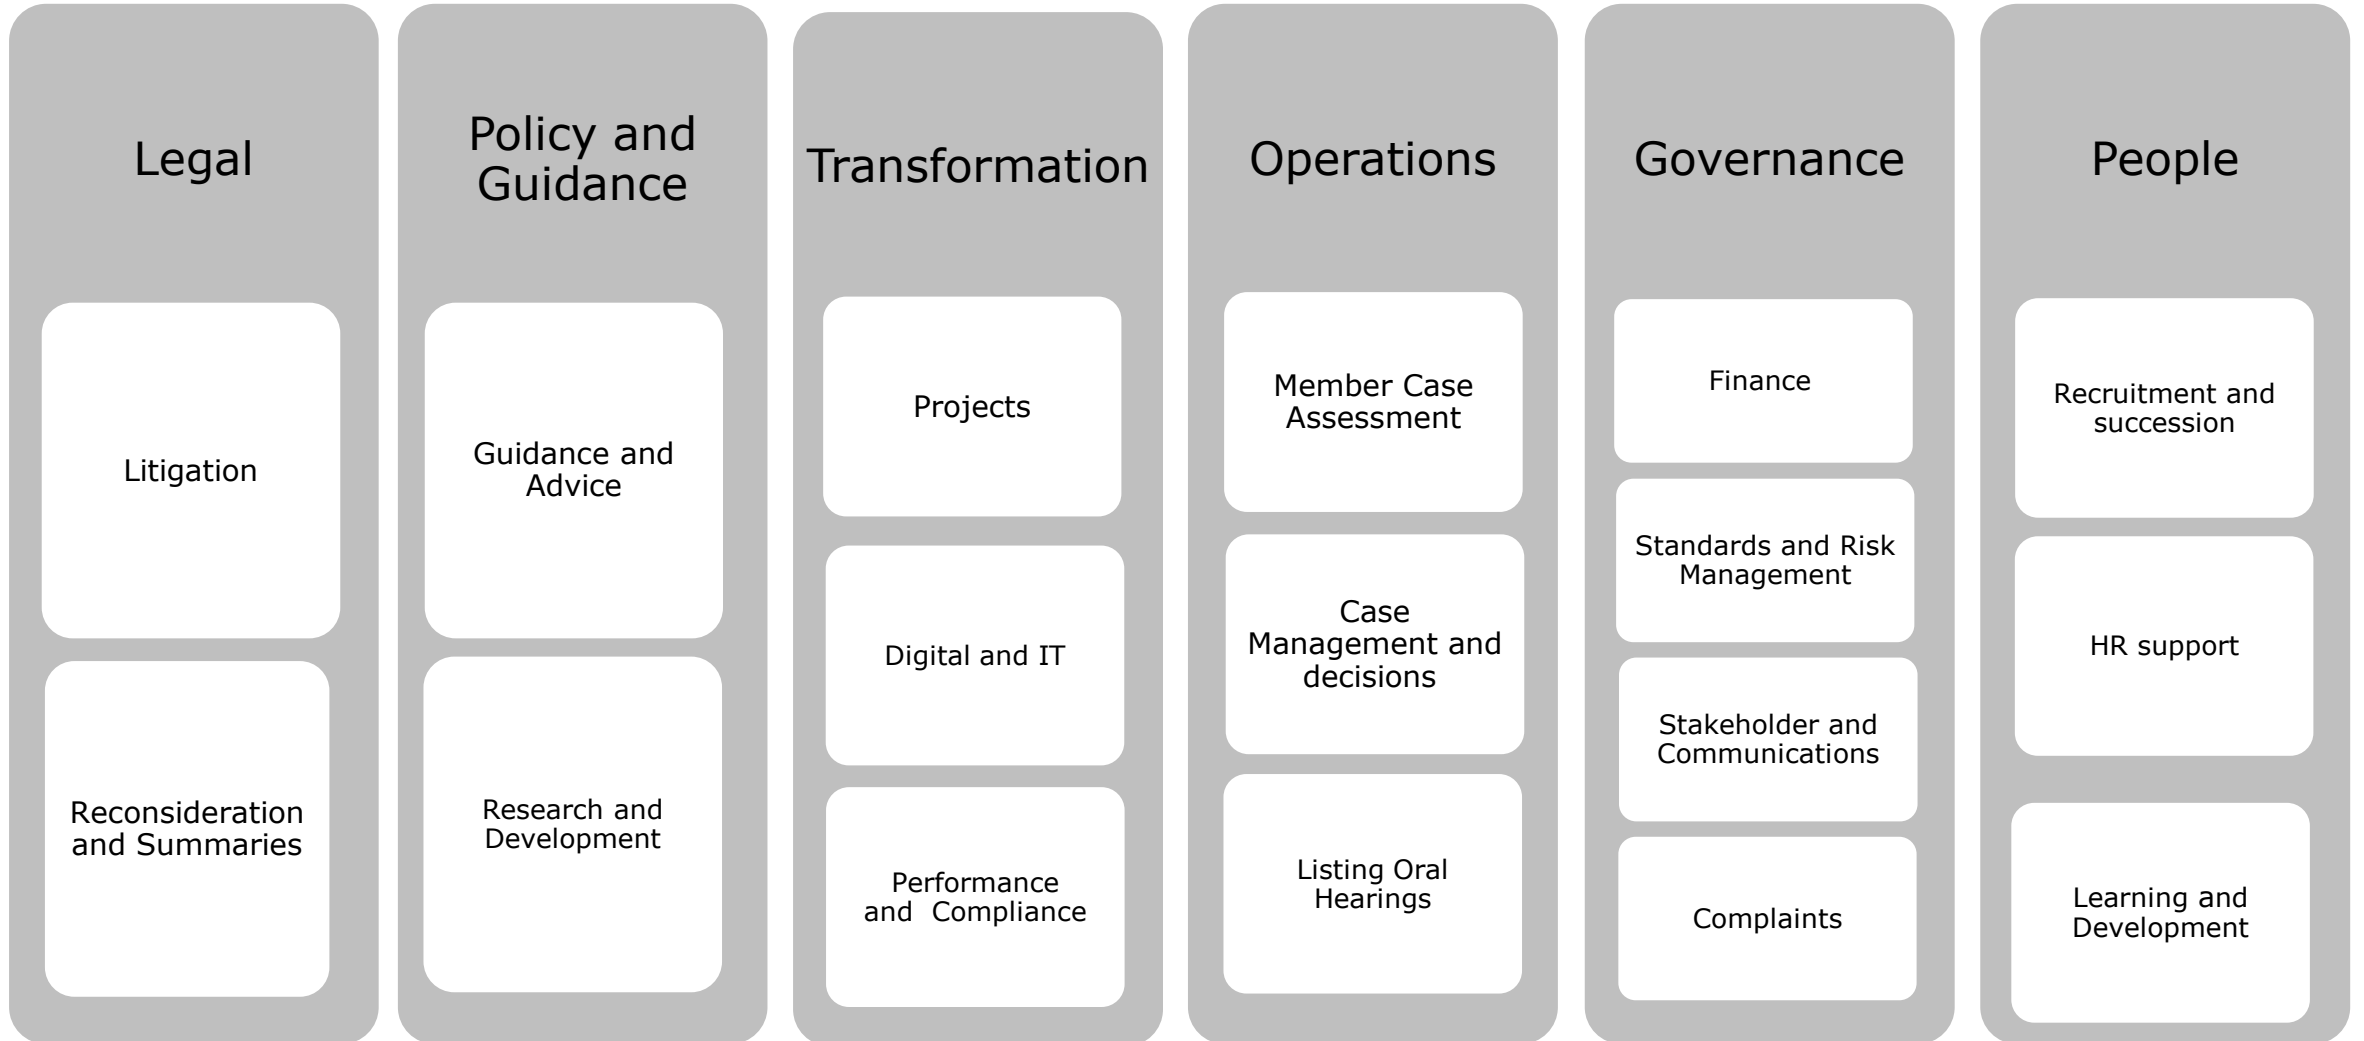 Legal
Litigation
Reconsideration
and Summaries
Policy and
Guidance
Guidance and
Advice
Research and
Development
Transformation
Projects
Digital and IT
Performance
and  Compliance
Operations
Member Case
Assessment
Case
Management and
decisions
Listing Oral
Hearings
Governance
Finance
Standards and Risk
Management
Stakeholder and
Communications
Complaints
People
Recruitment and
succession
HR support
Learning and
Development